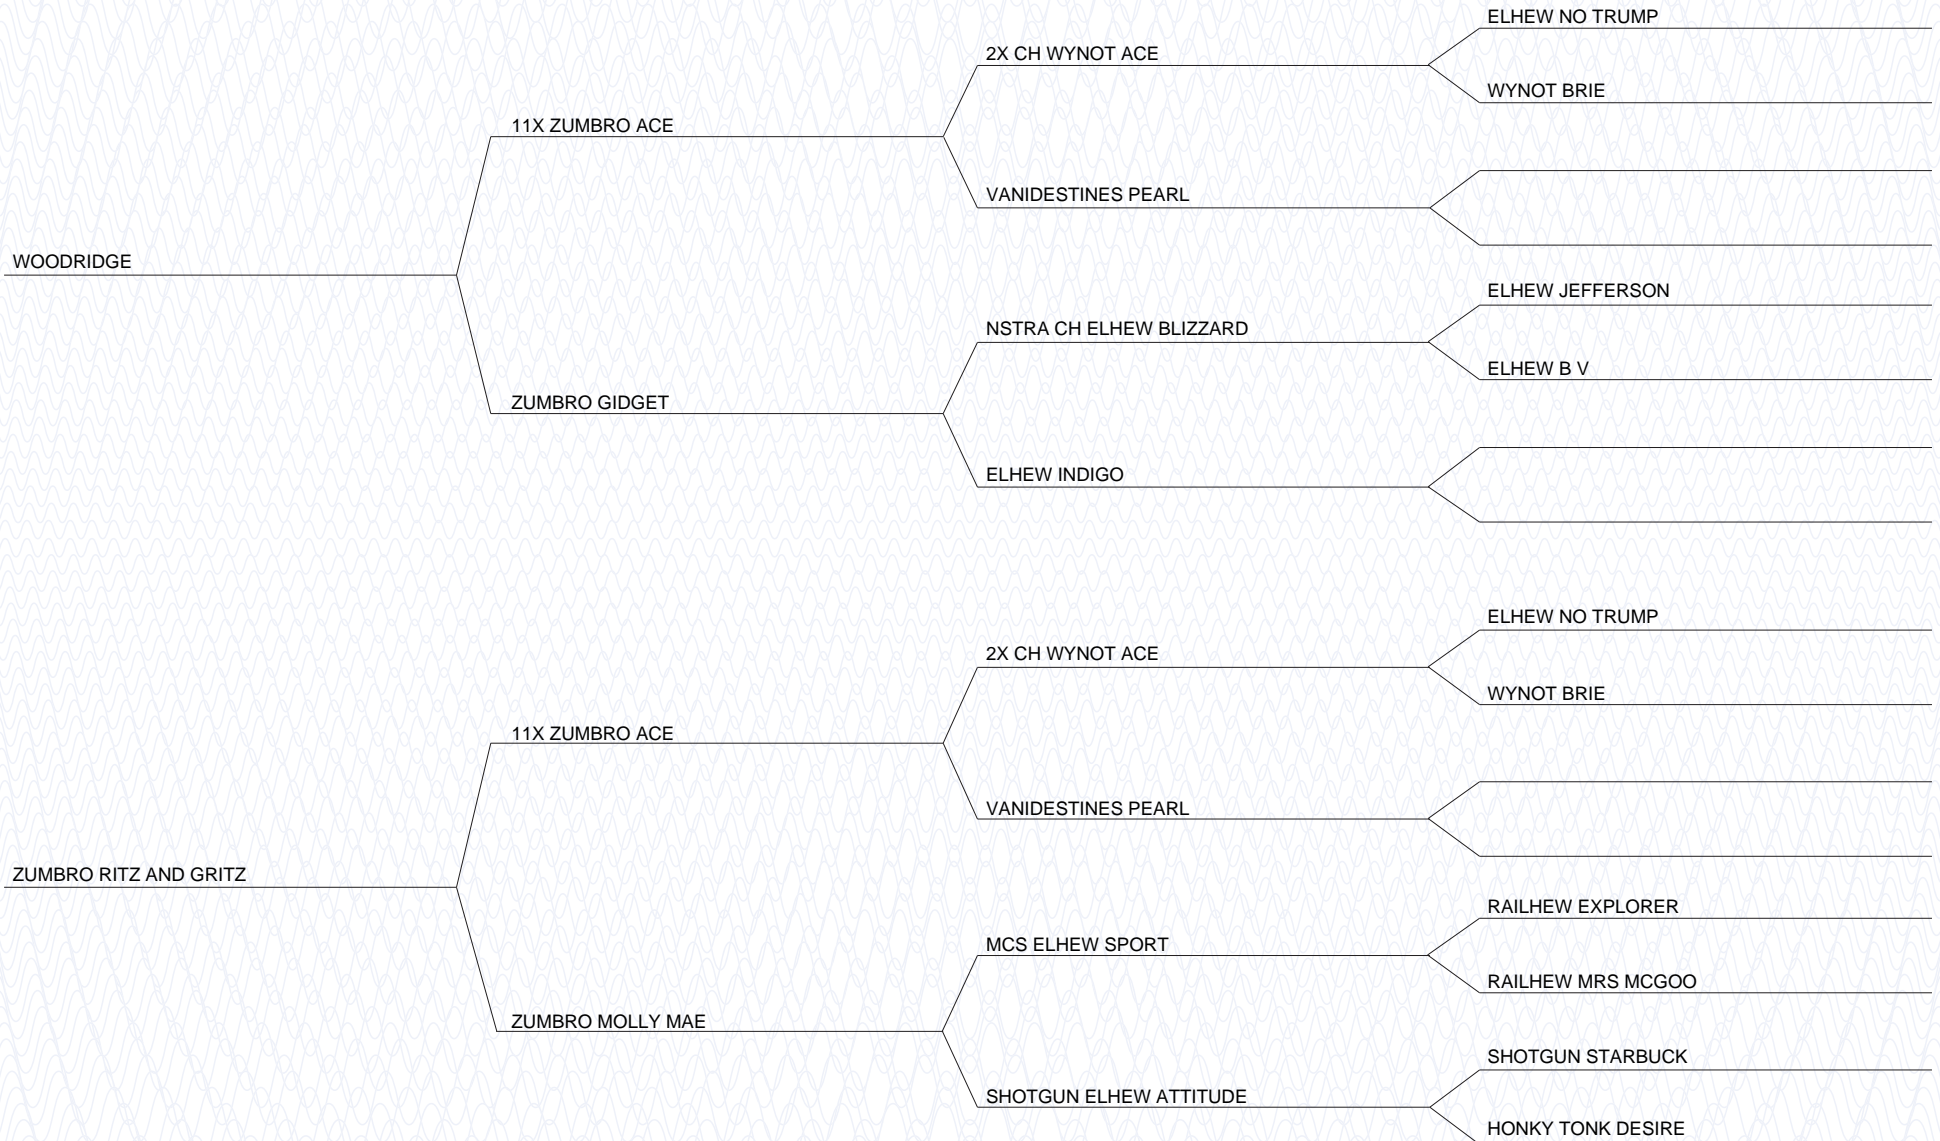 ELHEW NO TRUMP
2X CH WYNOT ACE
WYNOT BRIE
11X ZUMBRO ACE
VANIDESTINES PEARL
WOODRIDGE
ELHEW JEFFERSON
NSTRA CH ELHEW BLIZZARD
ELHEW B V
ZUMBRO GIDGET
ELHEW INDIGO
ELHEW NO TRUMP
2X CH WYNOT ACE
WYNOT BRIE
11X ZUMBRO ACE
VANIDESTINES PEARL
ZUMBRO RITZ AND GRITZ
RAILHEW EXPLORER
MCS ELHEW SPORT
RAILHEW MRS MCGOO
ZUMBRO MOLLY MAE
SHOTGUN STARBUCK
SHOTGUN ELHEW ATTITUDE
HONKY TONK DESIRE